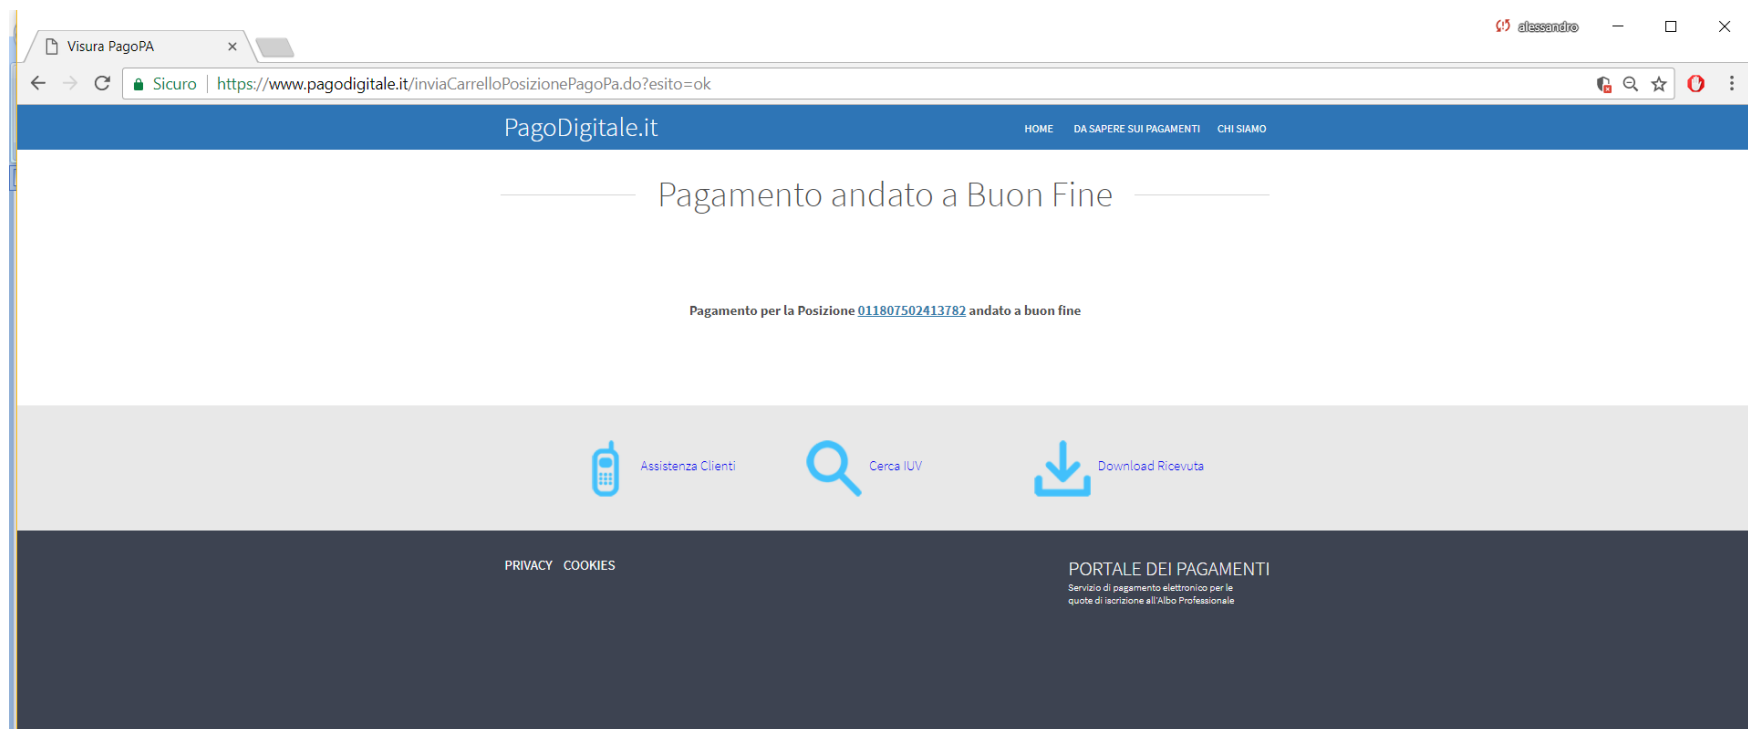 alessandro
Visura PagoPA
Sicuro | https://www.pagodigitale.it/inviaCarrelloPosizionePagoPa.do?esito=ok
PagoDigitale.it HOME DA SAPERE SUI PAGAMENTI CHI SIAMO
Pagamento andato a Buon Fine
Pagamento per la Posizione 011807502413782 andato a buon fine
Assistenza Clienti Cerca IUV Download Ricevuta
PRIVACY COOKIES
PORTALE DEI PAGAMENTI
Servizio di pagamento elettronico per le
quote di iscrizione all'Albo Professionale